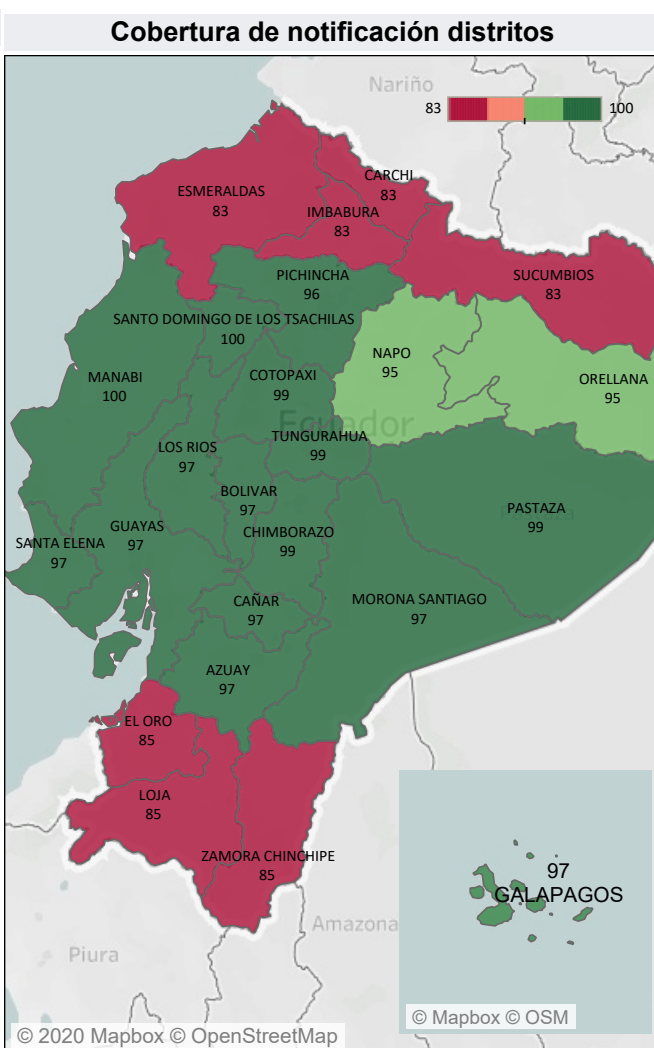 Cobertura de notificación distritos
Nariño
83
100
CARCHI
83
ESMERALDAS
83
IMBABURA
83
SUCUMBIOS
83
PICHINCHA
96
SANTO DOMINGO DE LOS TSACHILAS
100
NAPO
95
MANABI
100
COTOPAXI
99
ORELLANA
95
Ecuador
TUNGURAHUA
99
LOS RIOS
97
BOLIVAR
97
PASTAZA
99
GUAYAS
97
CHIMBORAZO
99
SANTA ELENA
97
CAÑAR
97
MORONA SANTIAGO
97
AZUAY
97
EL ORO
85
LOJA
85
ZAMORA CHINCHIPE
85
97
GALAPAGOS
Amazona
Piura
© Mapbox © OSM
© 2020 Mapbox © OpenStreetMap